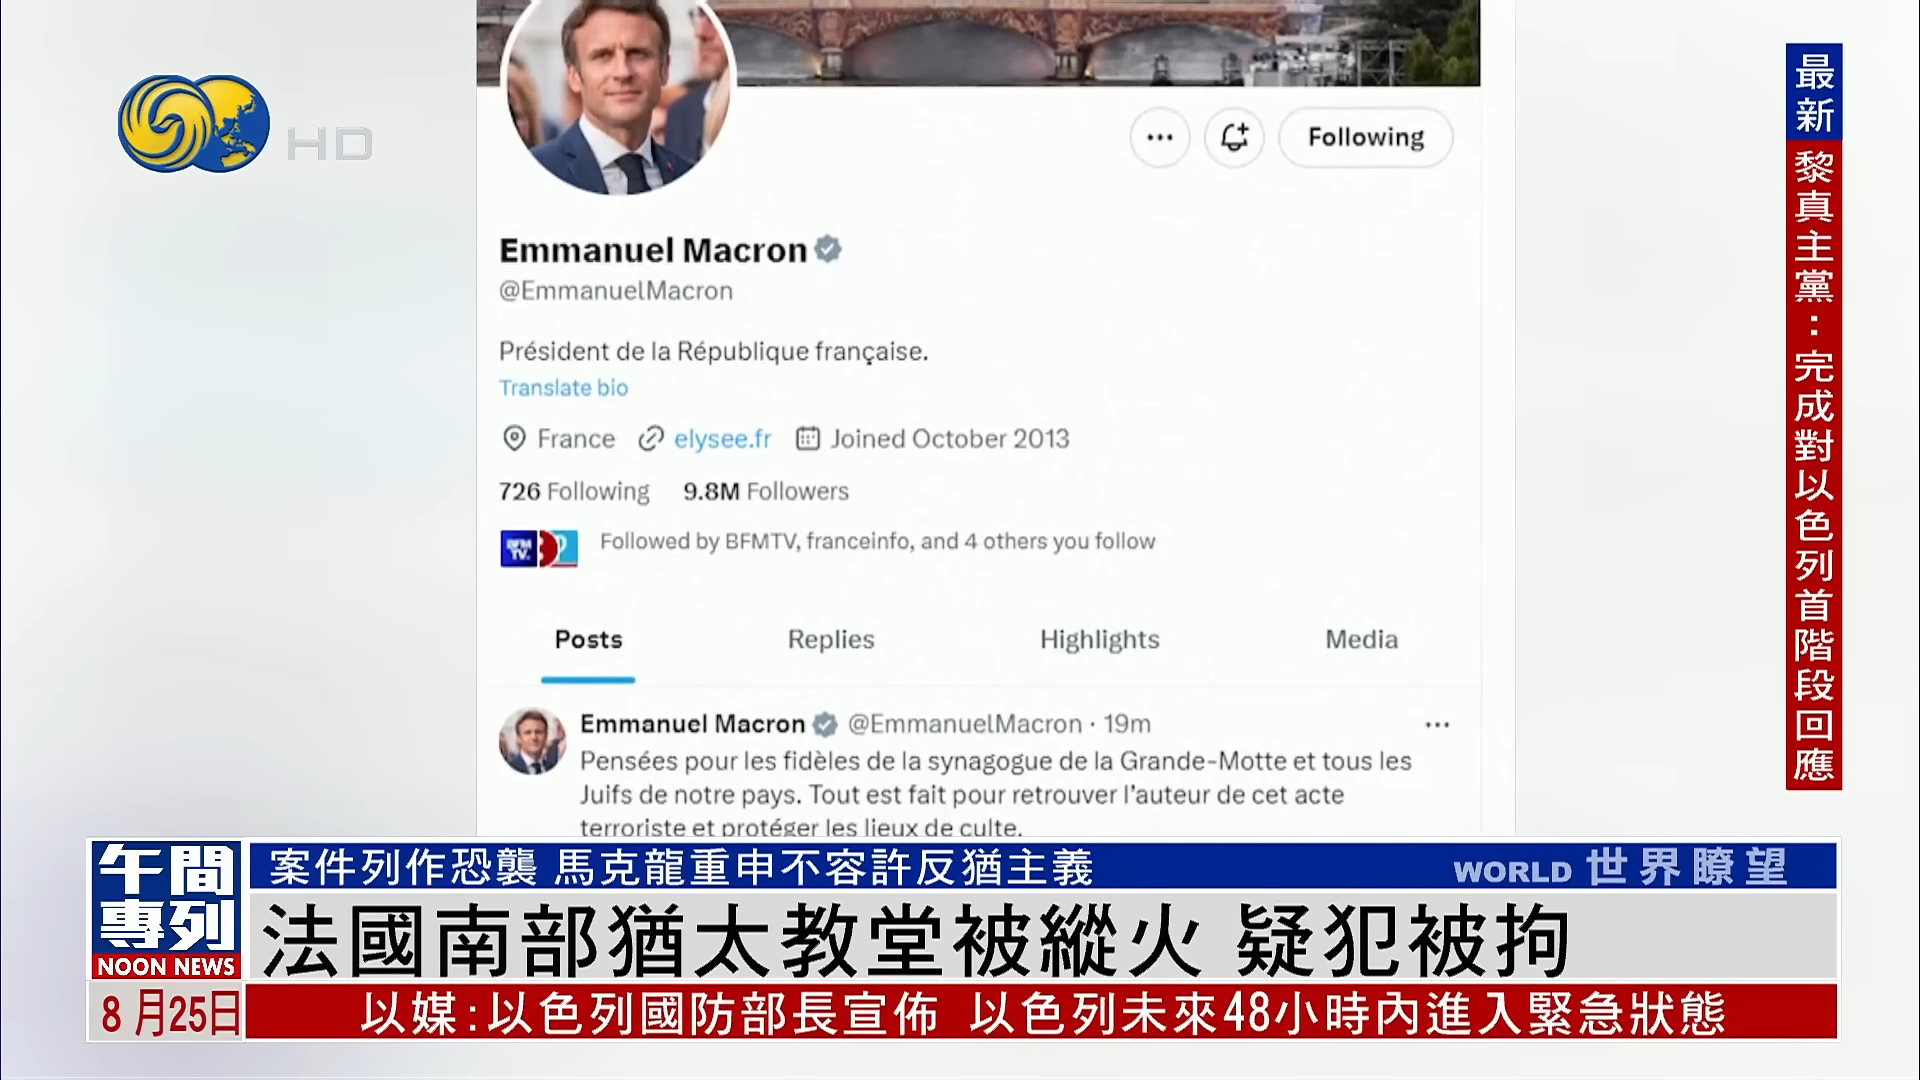 HD
Following
Emmanuel Macron
@EmmanuelMacron
Président de la République française.
Translate bio
France elysee.fr Joined October 2013
726 Following 9.8M Followers
BFM TV. Followed by BFMTV, franceinfo, and 4 others you follow
Posts Replies Highlights Media
Emmanuel Macron @EmmanuelMacron · 19m
Pensées pour les fidèles de la synagogue de la Grande-Motte et tous les
Juifs de notre pays. Tout est fait pour retrouver l'auteur de cet acte
terroriste et protéger les lieux de culte.
最新
黎真主黨：完成對以色列首階段回應
午間專列
NOON NEWS
案件列作恐襲 馬克龍重申不容許反猶主義
WORLD 世界瞭望
法國南部猶太教堂被縱火 疑犯被拘
8月25日
以媒:以色列國防部長宣佈 以色列未來48小時內進入緊急狀態